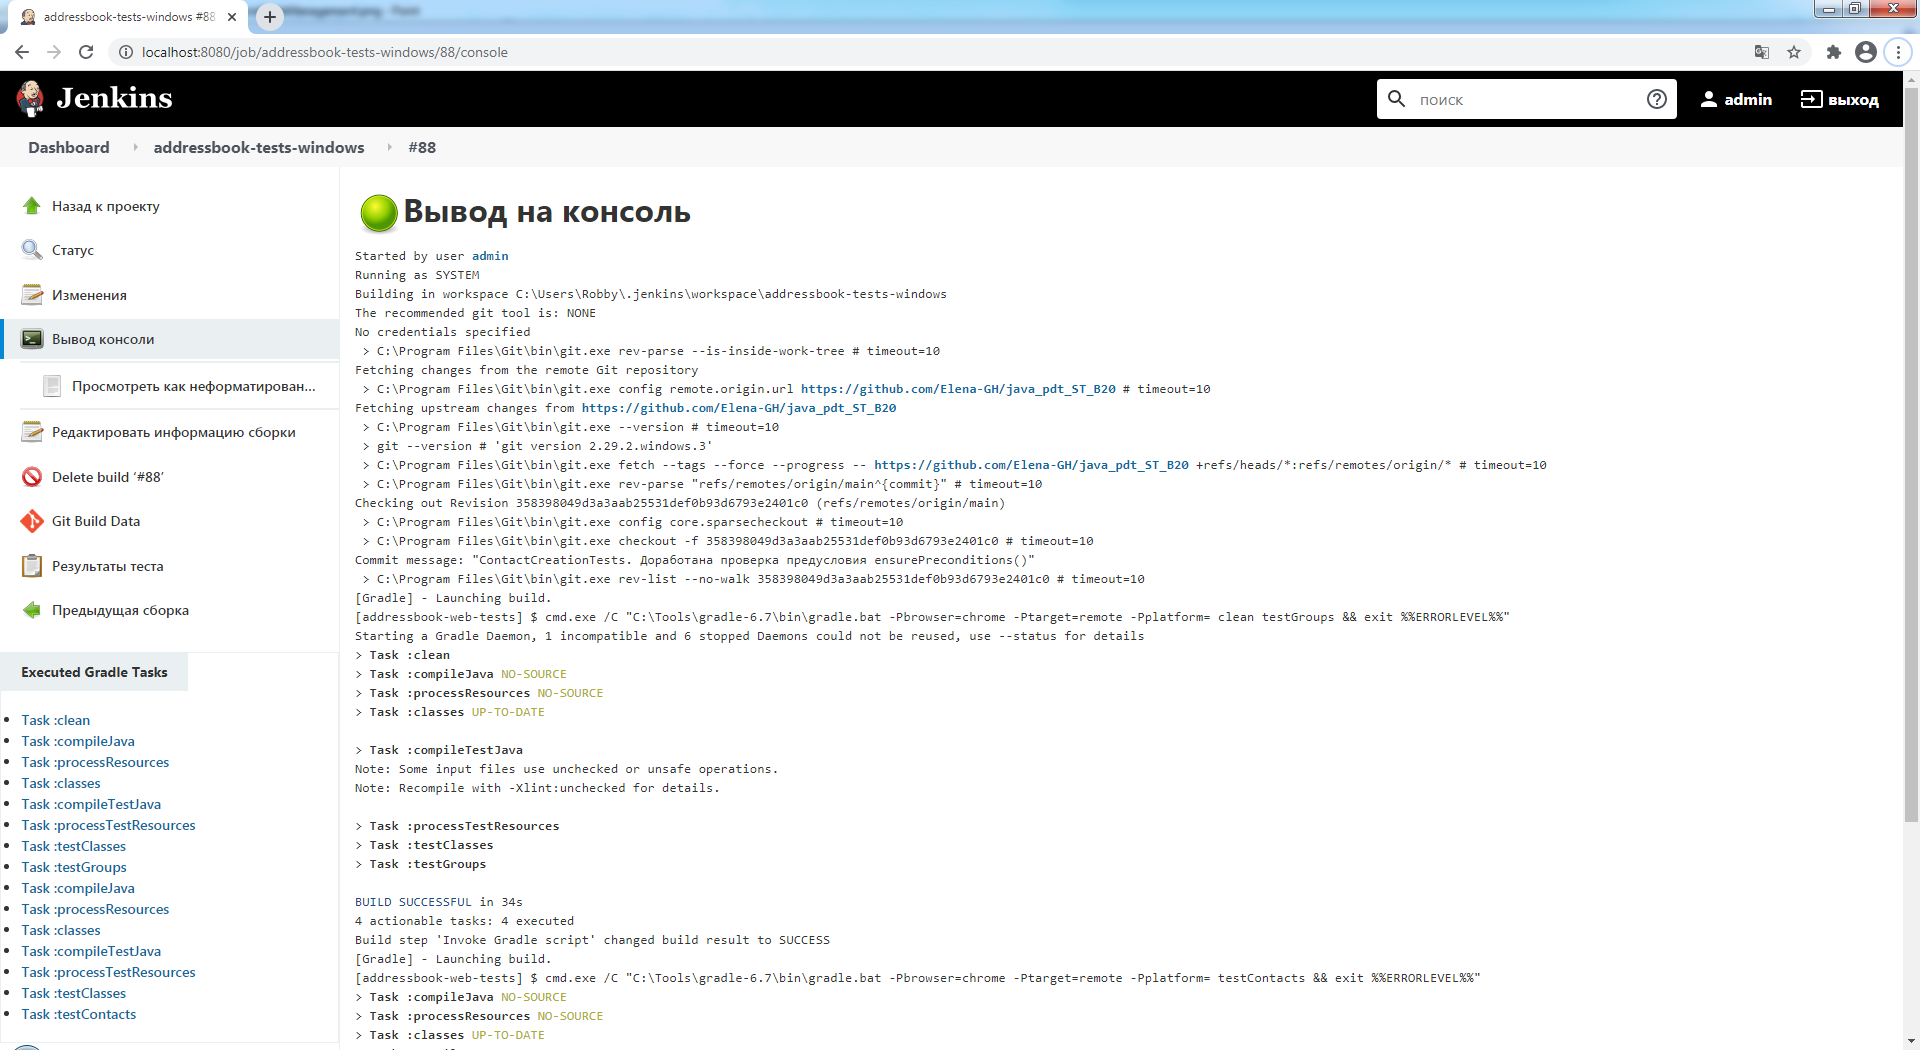 addressbook-tests-windows #88
localhost:8080/job/addressbook-tests-windows/88/console
Jenkins
поиск
admin
выход
Dashboard
addressbook-tests-windows
#88
Назад к проекту
Статус
Изменения
Вывод консоли
Просмотреть как неформатирован...
Редактировать информацию сборки
Delete build ‘#88’
Git Build Data
Результаты теста
Предыдущая сборка
Executed Gradle Tasks
Task :clean
Task :compileJava
Task :processResources
Task :classes
Task :compileTestJava
Task :processTestResources
Task :testClasses
Task :testGroups
Task :compileJava
Task :processResources
Task :classes
Task :compileTestJava
Task :processTestResources
Task :testClasses
Task :testContacts
Вывод на консоль
Started by user admin
Running as SYSTEM
Building in workspace C:\Users\Robby\.jenkins\workspace\addressbook-tests-windows
The recommended git tool is: NONE
No credentials specified
> C:\Program Files\Git\bin\git.exe rev-parse --is-inside-work-tree # timeout=10
Fetching changes from the remote Git repository
> C:\Program Files\Git\bin\git.exe config remote.origin.url https://github.com/Elena-GH/java_pdt_ST_B20 # timeout=10
Fetching upstream changes from https://github.com/Elena-GH/java_pdt_ST_B20
> C:\Program Files\Git\bin\git.exe --version # timeout=10
> git --version # 'git version 2.29.2.windows.3'
> C:\Program Files\Git\bin\git.exe fetch --tags --force --progress -- https://github.com/Elena-GH/java_pdt_ST_B20 +refs/heads/*:refs/remotes/origin/* # timeout=10
> C:\Program Files\Git\bin\git.exe rev-parse "refs/remotes/origin/main^{commit}" # timeout=10
Checking out Revision 358398049d3a3aab25531def0b93d6793e2401c0 (refs/remotes/origin/main)
> C:\Program Files\Git\bin\git.exe config core.sparsecheckout # timeout=10
> C:\Program Files\Git\bin\git.exe checkout -f 358398049d3a3aab25531def0b93d6793e2401c0 # timeout=10
Commit message: "ContactCreationTests. Доработана проверка предусловия ensurePreconditions()"
> C:\Program Files\Git\bin\git.exe rev-list --no-walk 358398049d3a3aab25531def0b93d6793e2401c0 # timeout=10
[Gradle] - Launching build.
[addressbook-web-tests] $ cmd.exe /C "C:\Tools\gradle-6.7\bin\gradle.bat -Pbrowser=chrome -Ptarget=remote -Pplatform= clean testGroups && exit %%ERRORLEVEL%%"
Starting a Gradle Daemon, 1 incompatible and 6 stopped Daemons could not be reused, use --status for details
> Task :clean
> Task :compileJava NO-SOURCE
> Task :processResources NO-SOURCE
> Task :classes UP-TO-DATE
> Task :compileTestJava
Note: Some input files use unchecked or unsafe operations.
Note: Recompile with -Xlint:unchecked for details.
> Task :processTestResources
> Task :testClasses
> Task :testGroups
BUILD SUCCESSFUL in 34s
4 actionable tasks: 4 executed
Build step 'Invoke Gradle script' changed build result to SUCCESS
[Gradle] - Launching build.
[addressbook-web-tests] $ cmd.exe /C "C:\Tools\gradle-6.7\bin\gradle.bat -Pbrowser=chrome -Ptarget=remote -Pplatform= testContacts && exit %%ERRORLEVEL%%"
> Task :compileJava NO-SOURCE
> Task :processResources NO-SOURCE
> Task :classes UP-TO-DATE